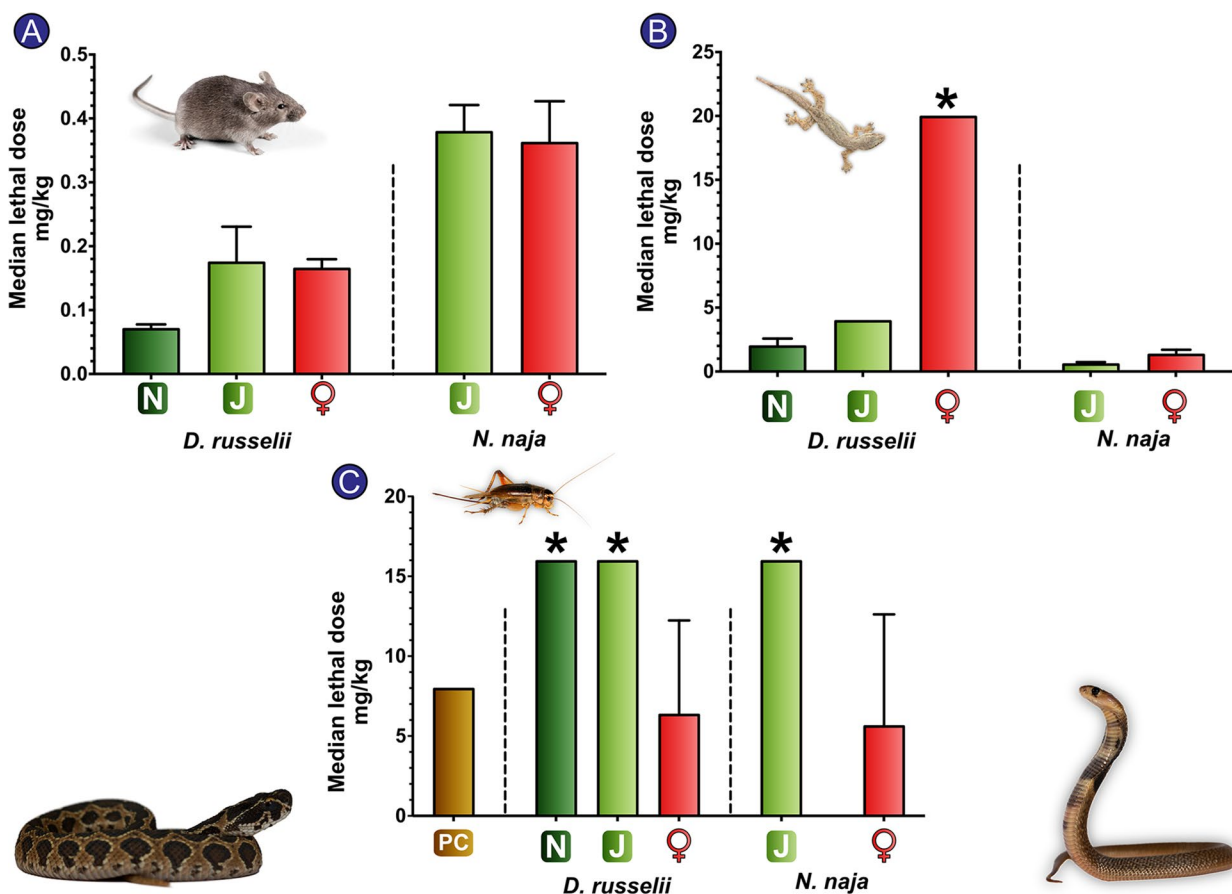 A
Median lethal dose
mg/kg
0.5
0.4
0.3
0.2
0.1
0.0
N J ♀ J ♀
D. russelii N. naja
B
Median lethal dose
mg/kg
25
20
15
10
5
0
*
N J ♀ J ♀
D. russelii N. naja
C
Median lethal dose
mg/kg
20
15
10
5
0
* * *
PC N J ♀ J ♀
D. russelii N. naja